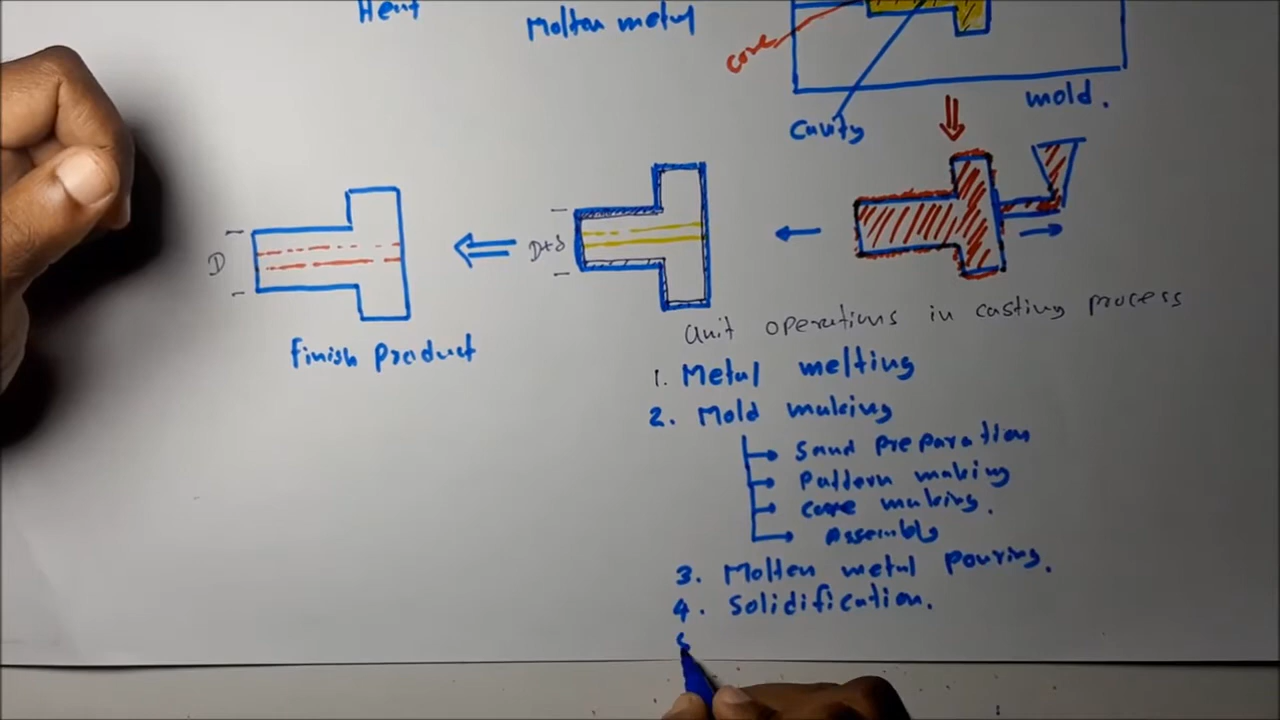 Heat
Molten metal
core
cavity
mold.
D
D+δ
Finish product
Unit operations in casting process
1. Metal melting
2. Mold making
Sand preparation
Pattern making
Core making.
Assembly
3. Molten metal pouring.
4. Solidification.
5